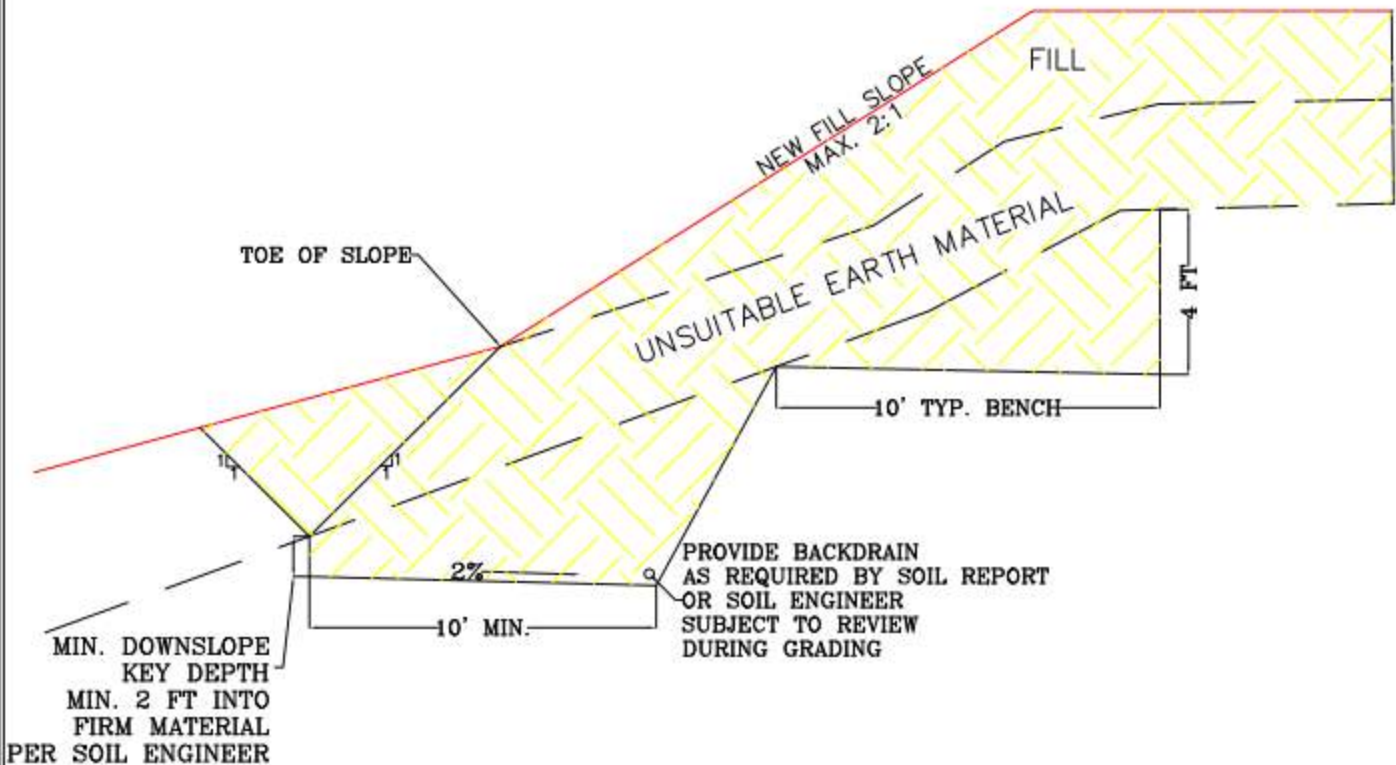 FILL
NEW FILL SLOPE
MAX. 2:1
TOE OF SLOPE
UNSUITABLE EARTH MATERIAL
4 FT
10' TYP. BENCH
1
1
1
1
2%
10' MIN.
PROVIDE BACKDRAIN
AS REQUIRED BY SOIL REPORT
OR SOIL ENGINEER
SUBJECT TO REVIEW
DURING GRADING
MIN. DOWNSLOPE
KEY DEPTH
MIN. 2 FT INTO
FIRM MATERIAL
PER SOIL ENGINEER